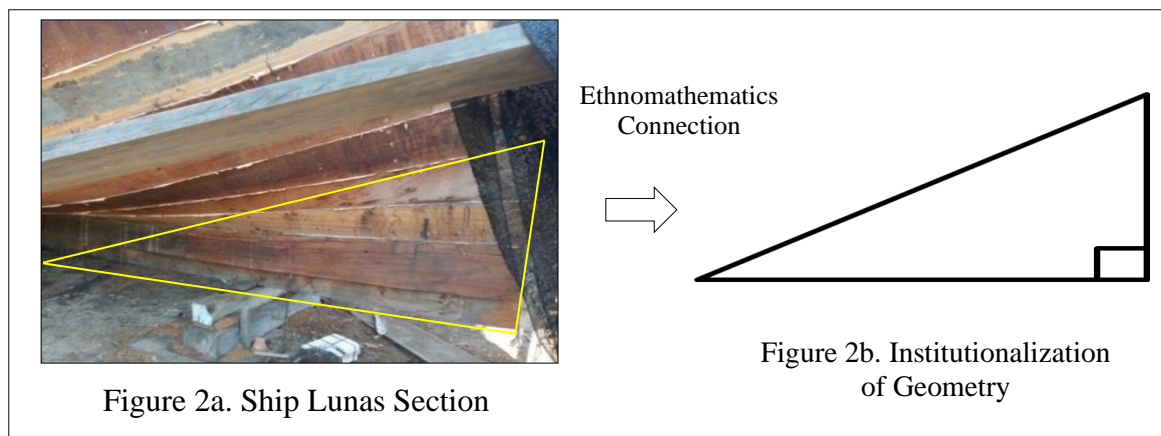 Ethnomathematics
Connection
Figure 2a. Ship Lunas Section
Figure 2b. Institutionalization
of Geometry